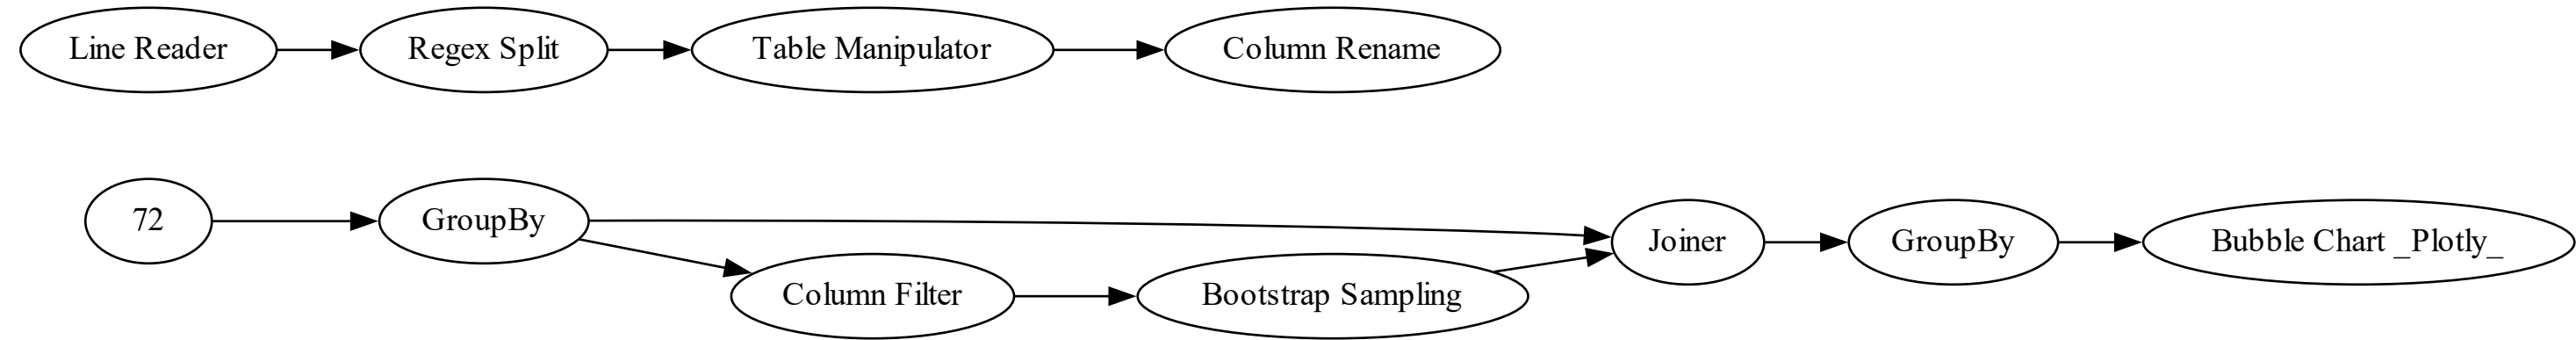 Line Reader
Regex Split
Table Manipulator
Column Rename
72
GroupBy
Column Filter
Bootstrap Sampling
Joiner
GroupBy
Bubble Chart _Plotly_